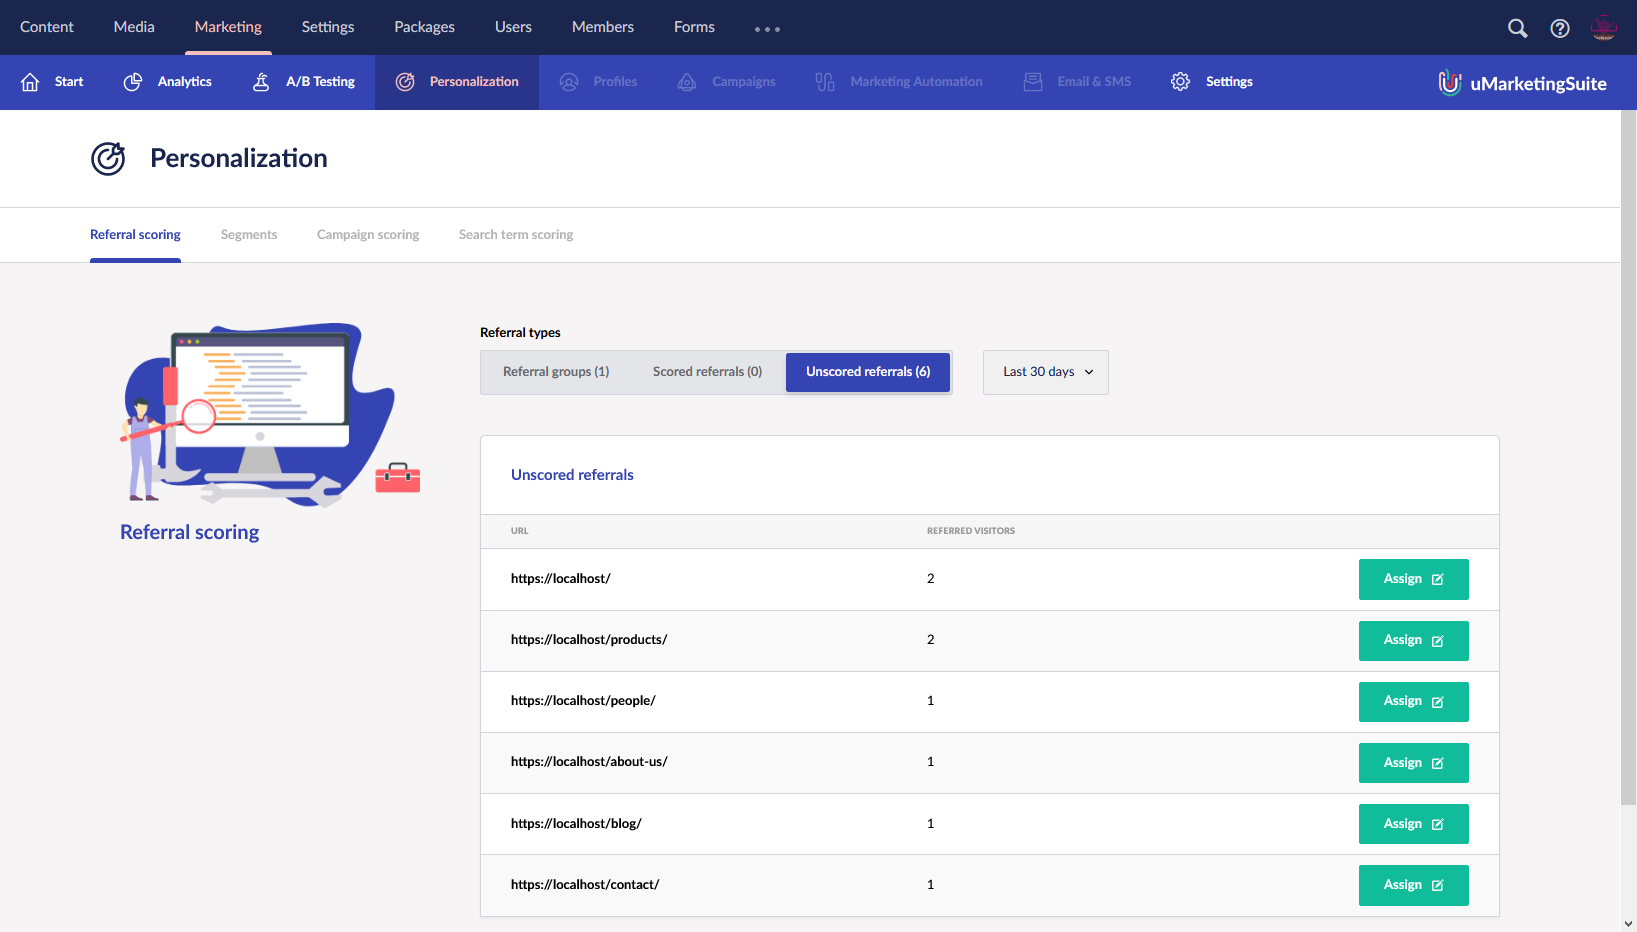 Content Media Marketing Settings Packages Users Members Forms
Start Analytics A/B Testing Personalization Profiles Campaigns Marketing Automation Email & SMS Settings uMarketingSuite
Personalization
Referral scoring Segments Campaign scoring Search term scoring
Referral types
Referral groups (1) Scored referrals (0) Unscored referrals (6) Last 30 days
Unscored referrals
Referral scoring
URL REFERRED VISITORS
https://localhost/ 2 Assign
https://localhost/products/ 2 Assign
https://localhost/people/ 1 Assign
https://localhost/about-us/ 1 Assign
https://localhost/blog/ 1 Assign
https://localhost/contact/ 1 Assign